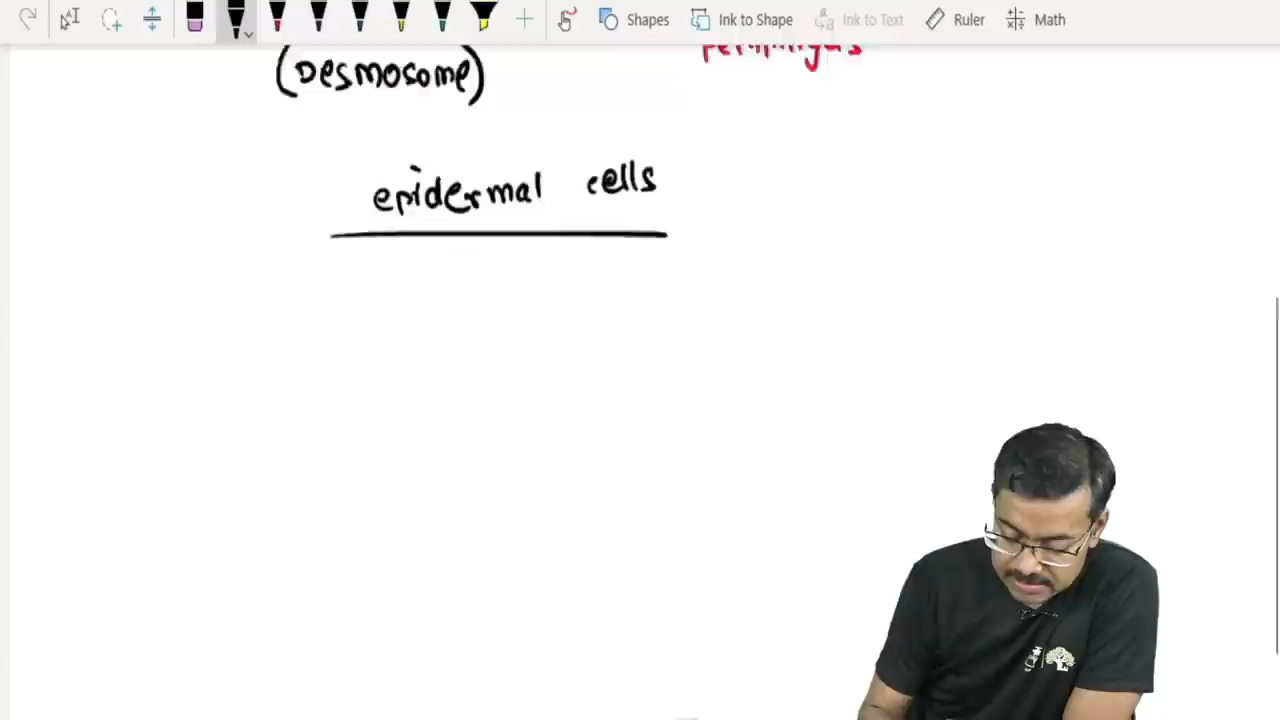 Shapes Ink to Shape Ink to Text Ruler Math
(Desmosome)
epidermal cells